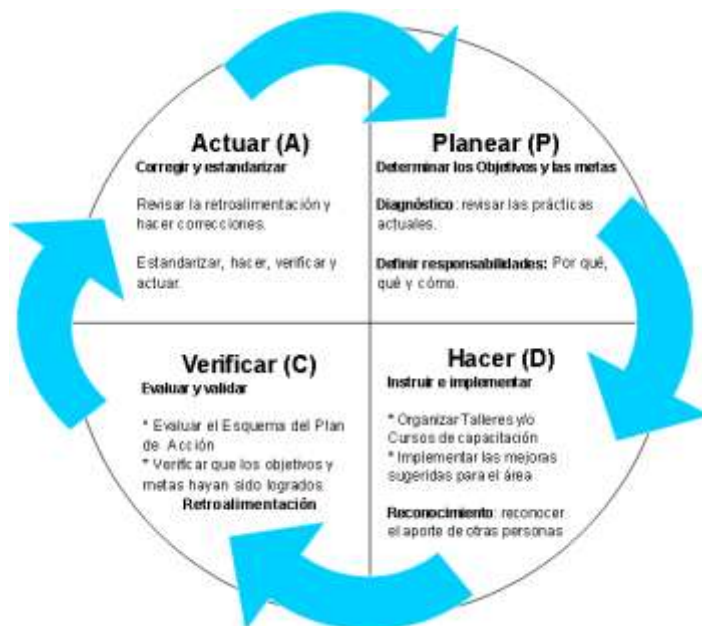 Actuar (A)
Corregir y estandarizar
Revisar la retroalimentación y
hacer correcciones.
Estandarizar, hacer, verificar y
actuar.
Planear (P)
Determinar los Objetivos y las metas
Diagnóstico: revisar las prácticas
actuales.
Definir responsabilidades: Por qué,
qué y cómo.
Verificar (C)
Evaluar y validar
* Evaluar el Esquema del Plan
de Acción
* Verificar que los objetivos y
metas hayan sido logrados
Retroalimentación
Hacer (D)
Instruir e implementar
* Organizar Talleres y/o
Cursos de capacitación
* Implementar las mejoras
sugeridas para el área
Reconocimiento: reconocer
el aporte de otras personas